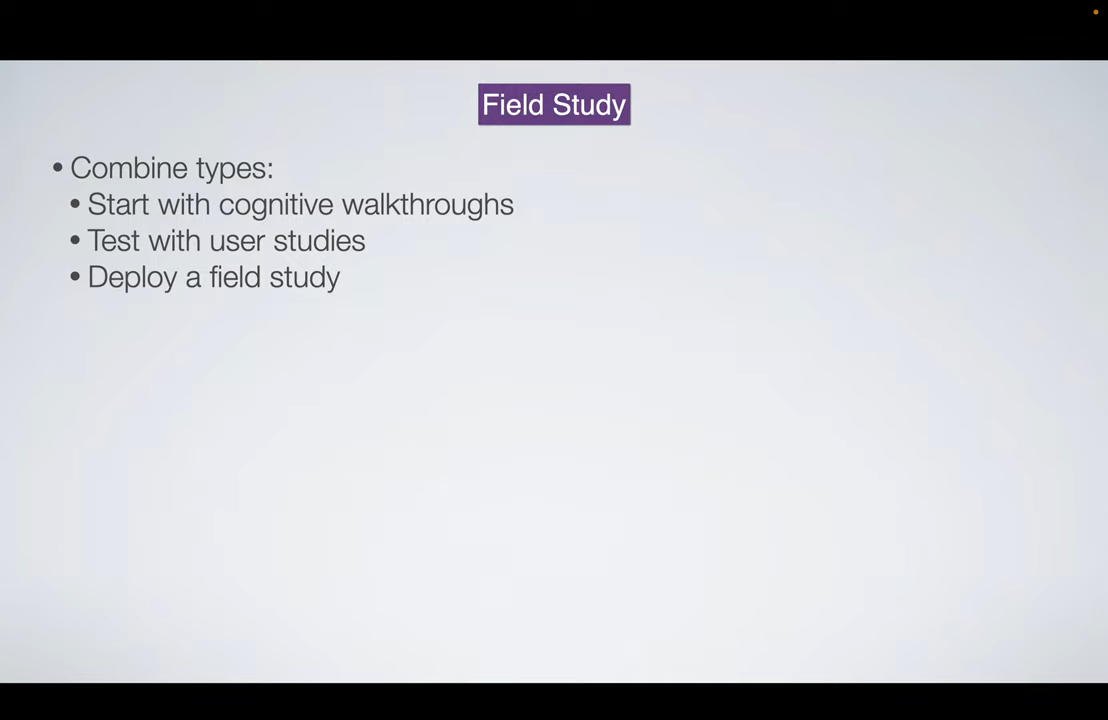 Field Study
• Combine types:
• Start with cognitive walkthroughs
• Test with user studies
• Deploy a field study